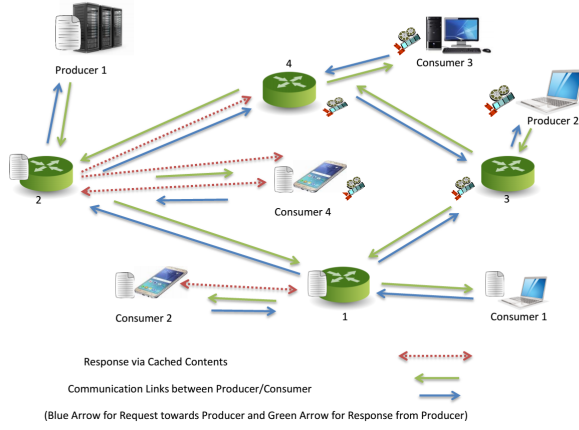 Producer 1
4
Consumer 3
Producer 2
2
3
Consumer 4
Consumer 2
1
Consumer 1
Response via Cached Contents
Communication Links between Producer/Consumer
(Blue Arrow for Request towards Producer and Green Arrow for Response from Producer)